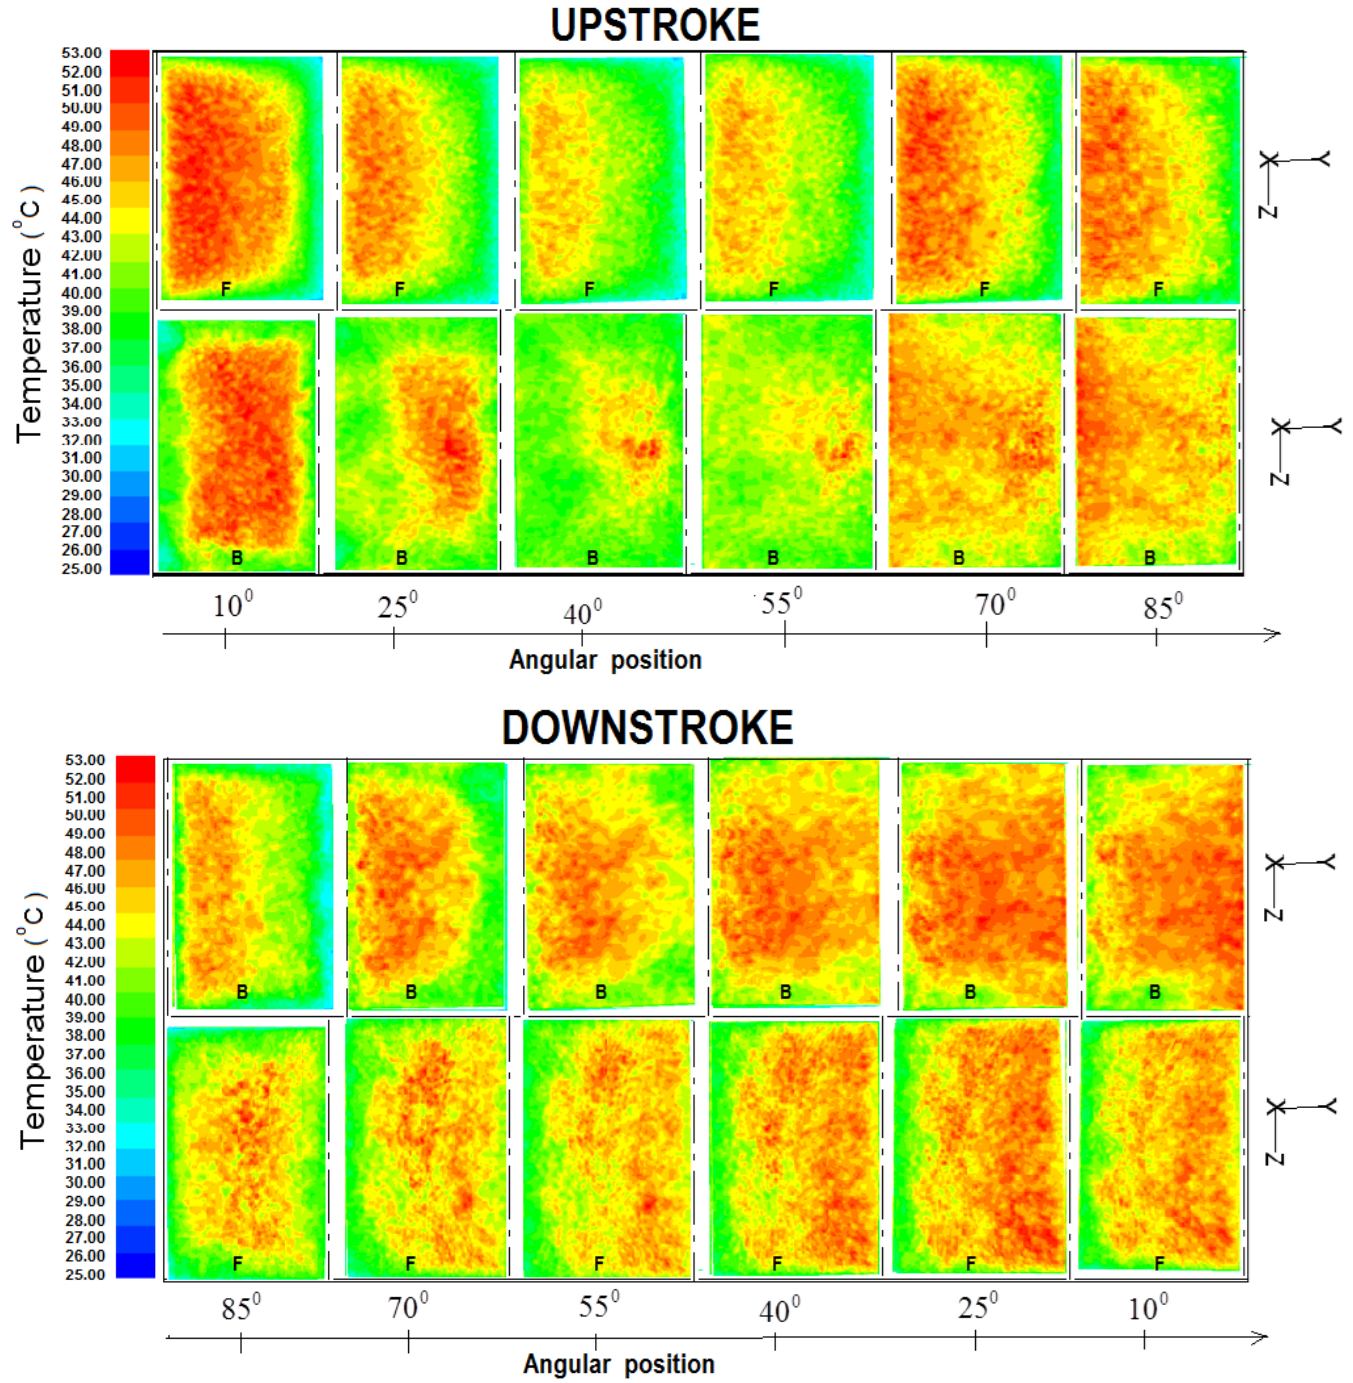 UPSTROKE
Temperature (⁰C)
53.00
52.00
51.00
50.00
49.00
48.00
47.00
46.00
45.00
44.00
43.00
42.00
41.00
40.00
39.00
38.00
37.00
36.00
35.00
34.00
33.00
32.00
31.00
30.00
29.00
28.00
27.00
26.00
25.00
F F F F F F
X Y
Z
B B B B B B
X Y
Z
10⁰ 25⁰ 40⁰ 55⁰ 70⁰ 85⁰
Angular position
DOWNSTROKE
Temperature (⁰C)
53.00
52.00
51.00
50.00
49.00
48.00
47.00
46.00
45.00
44.00
43.00
42.00
41.00
40.00
39.00
38.00
37.00
36.00
35.00
34.00
33.00
32.00
31.00
30.00
29.00
28.00
27.00
26.00
25.00
B B B B B B
X Y
Z
F F F F F F
X Y
Z
85⁰ 70⁰ 55⁰ 40⁰ 25⁰ 10⁰
Angular position